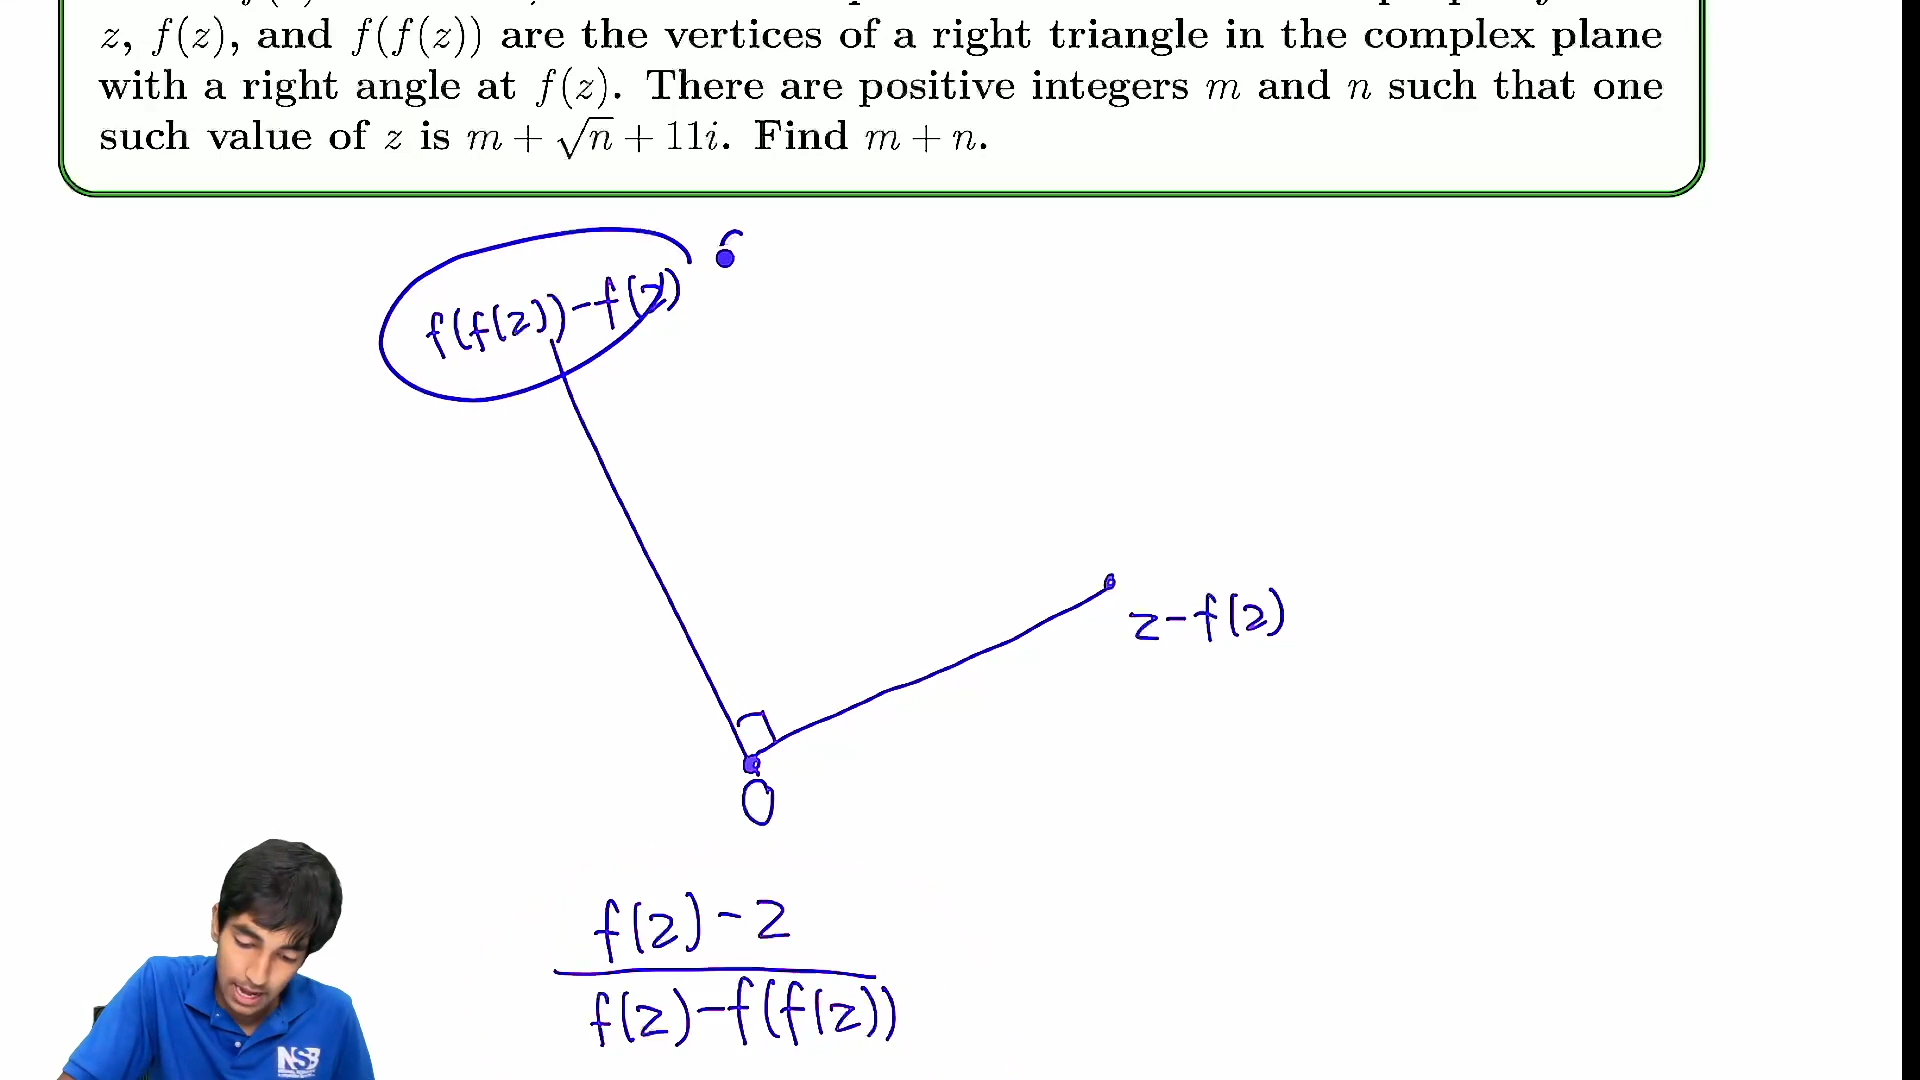 z, f(z), and f(f(z)) are the vertices of a right triangle in the complex plane
with a right angle at f(z). There are positive integers m and n such that one
such value of z is m + √n + 11i. Find m + n.
f(f(z))-f(z)
z-f(z)
0
f(z)-z
f(z)-f(f(z))
NSB